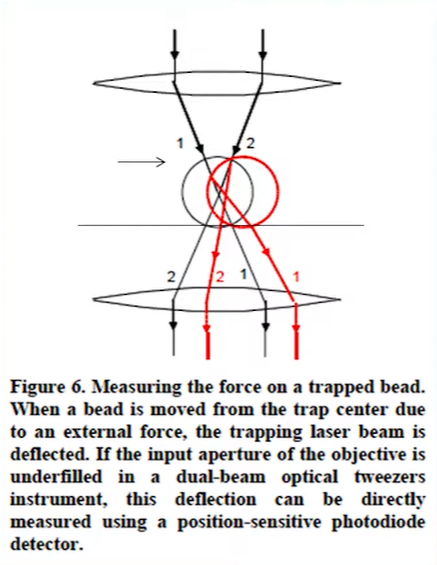 1 2
2 2 1 1
Figure 6. Measuring the force on a trapped bead.
When a bead is moved from the trap center due
to an external force, the trapping laser beam is
deflected. If the input aperture of the objective is
underfilled in a dual-beam optical tweezers
instrument, this deflection can be directly
measured using a position-sensitive photodiode
detector.